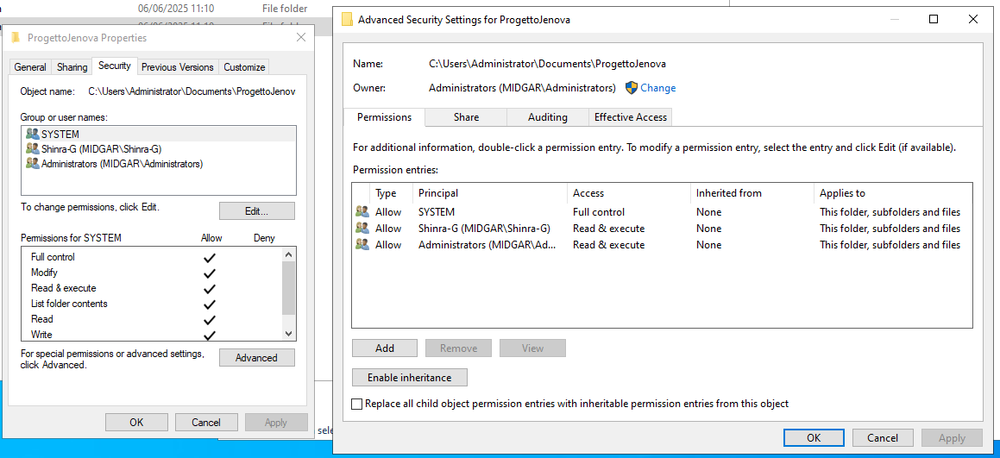 06/06/2025 11:10
File folder
ProgettoJenova Properties
General
Sharing
Security
Previous Versions
Customize
Object name: C:\Users\Administrator\Documents\ProgettoJenov
Group or user names:
SYSTEM
Shinra-G (MIDGAR\Shinra-G)
Administrators (MIDGAR\Administrators)
To change permissions, click Edit.
Edit...
Permissions for SYSTEM
Allow
Deny
Full control
Modify
Read & execute
List folder contents
Read
Write
For special permissions or advanced settings,
click Advanced.
Advanced
OK
Cancel
Apply
sele
Advanced Security Settings for ProgettoJenova
Name: C:\Users\Administrator\Documents\ProgettoJenova
Owner: Administrators (MIDGAR\Administrators) Change
Permissions
Share
Auditing
Effective Access
For additional information, double-click a permission entry. To modify a permission entry, select the entry and click Edit (if available).
Permission entries:
Type Principal Access Inherited from Applies to
Allow SYSTEM Full control None This folder, subfolders and files
Allow Shinra-G (MIDGAR\Shinra-G) Read & execute None This folder, subfolders and files
Allow Administrators (MIDGAR\Ad... Read & execute None This folder, subfolders and files
Add
Remove
View
Enable inheritance
Replace all child object permission entries with inheritable permission entries from this object
OK
Cancel
Apply